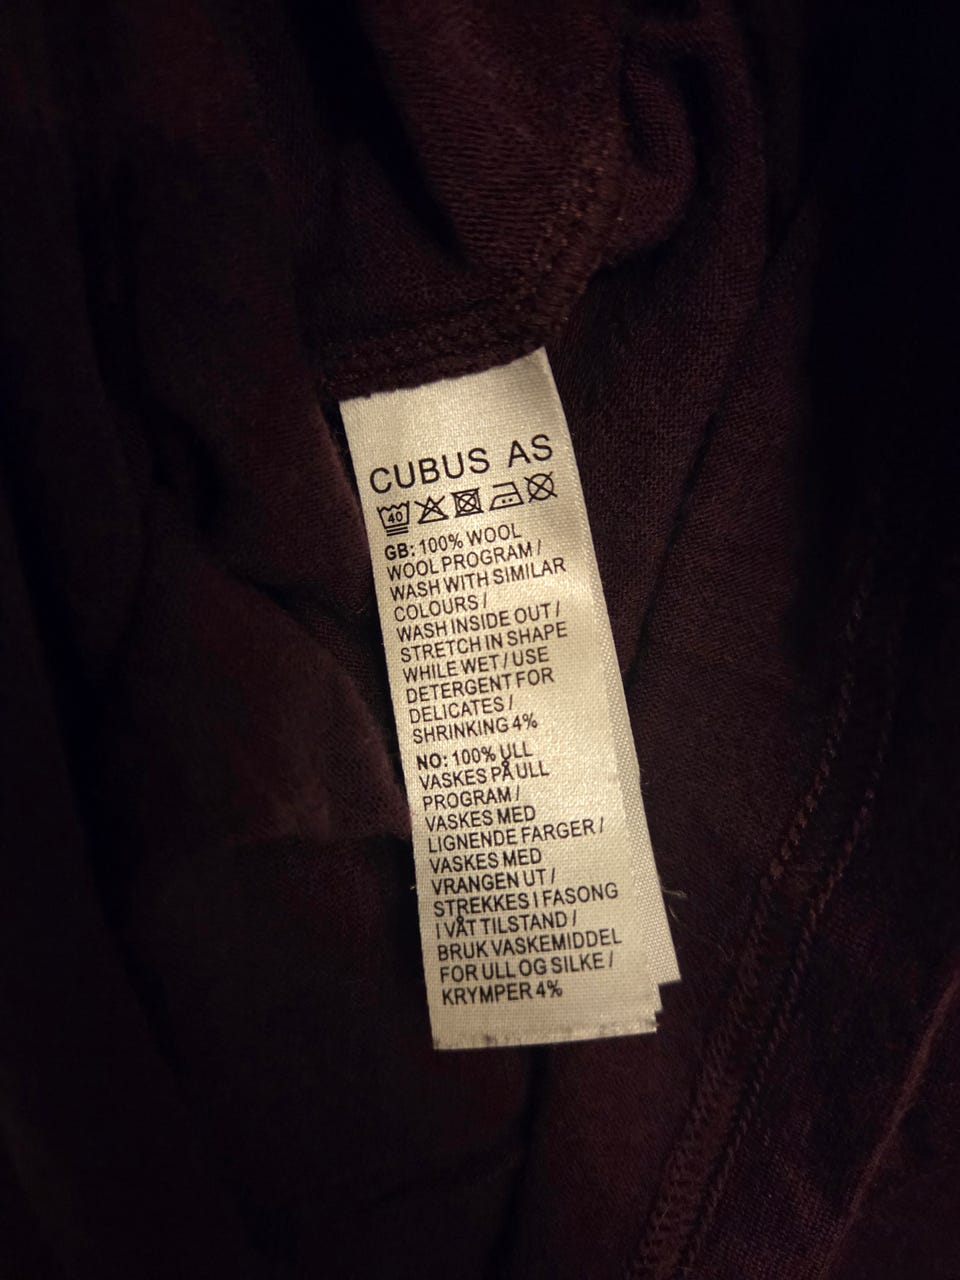 CUBUS AS
40
GB: 100% WOOL
WOOL PROGRAM /
WASH WITH SIMILAR
COLOURS /
WASH INSIDE OUT /
STRETCH IN SHAPE
WHILE WET / USE
DETERGENT FOR
DELICATES /
SHRINKING 4%
NO: 100% ULL
VASKES PÅ ULL
PROGRAM /
VASKES MED
LIGNENDE FARGER /
VASKES MED
VRANGEN UT /
STREKKES I FASONG
I VÅT TILSTAND /
BRUK VASKEMIDDEL
FOR ULL OG SILKE /
KRYMPER 4%